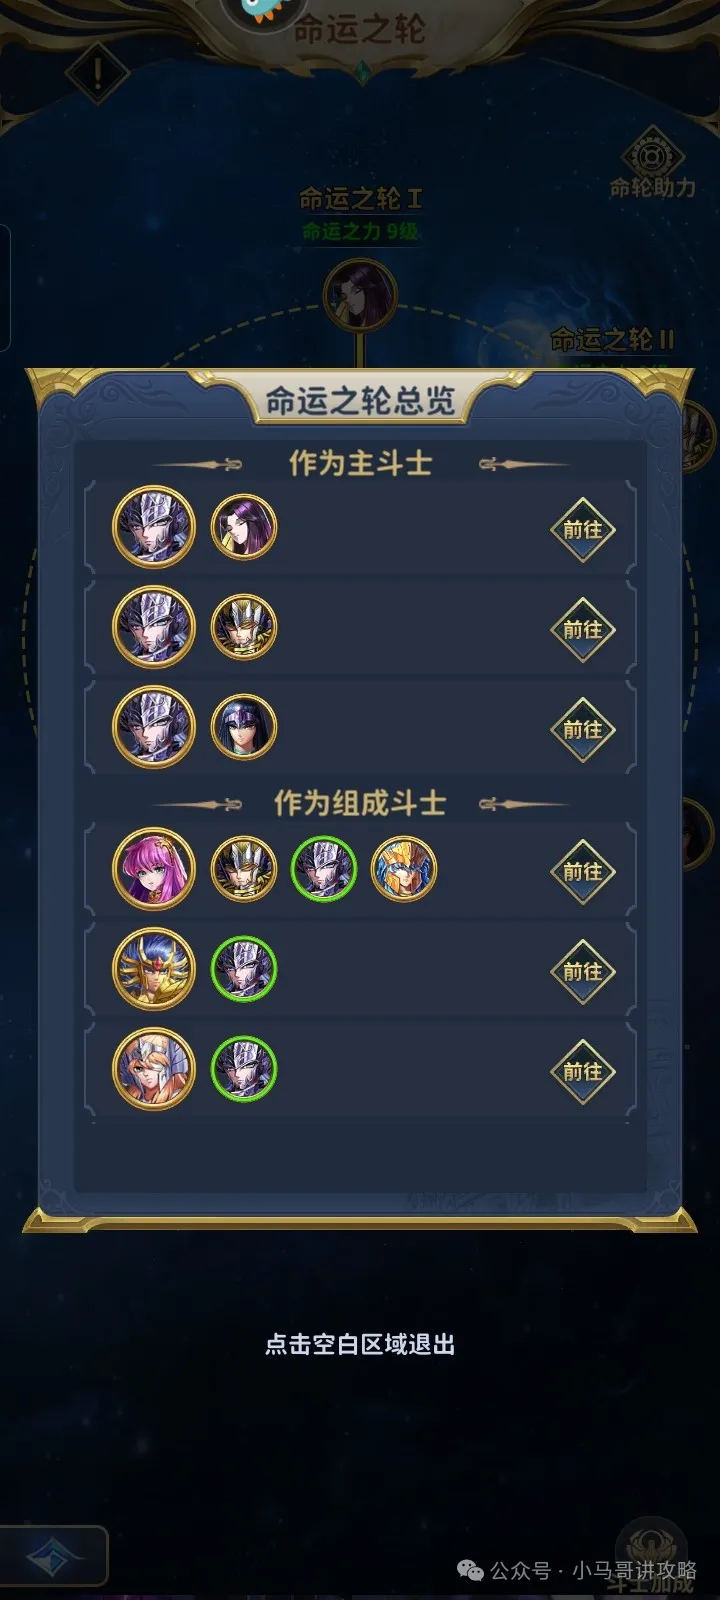 命运之轮
命轮助力
命运之轮 I
命运之力 9级
命运之轮 II
命运之轮总览
作为主斗士
前往
前往
前往
作为组成斗士
前往
前往
前往
点击空白区域退出
公众号 · 小马哥讲攻略
斗士加成